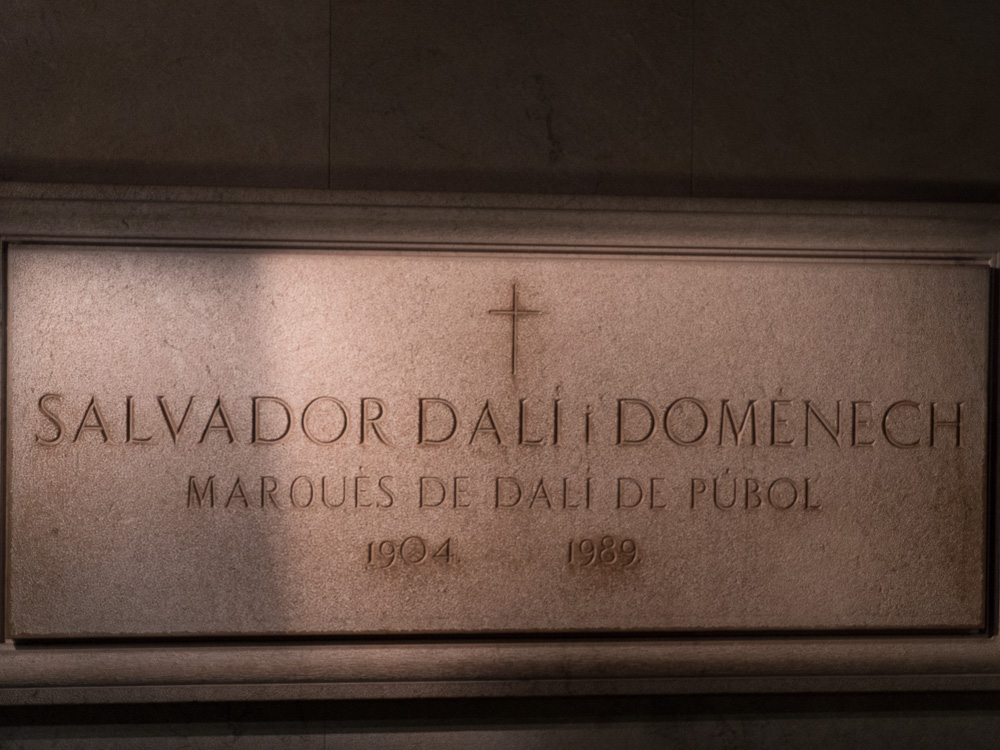 SALVADOR DALÍ i DOMÈNECH
MARQUÈS DE DALÍ DE PÚBOL
1904 1989